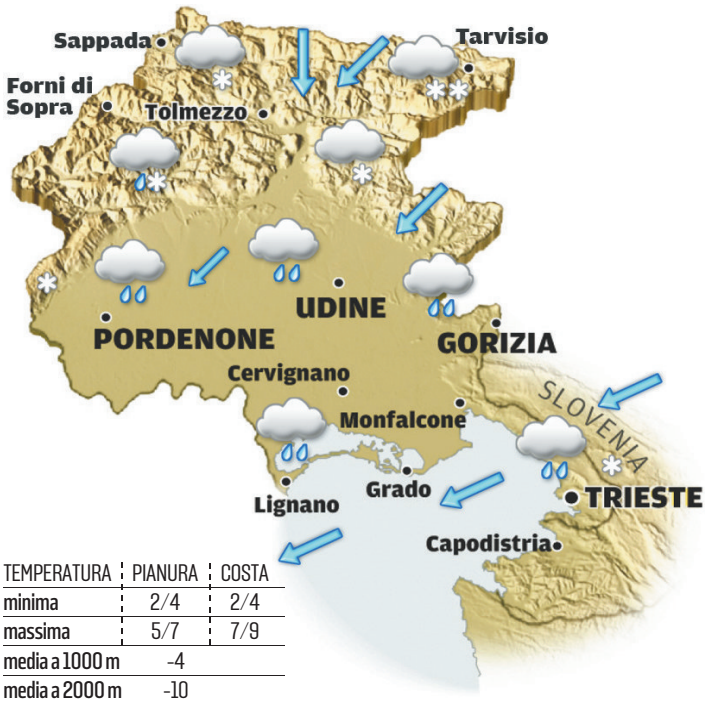 Sappada
Tarvisio
Forni di
Sopra
Tolmezzo
UDINE
PORDENONE
GORIZIA
Cervignano
SLOVENIA
Monfalcone
Grado
TRIESTE
Lignano
Capodistria
TEMPERATURA PIANURA COSTA
minima 2/4 2/4
massima 5/7 7/9
media a 1000 m -4
media a 2000 m -10